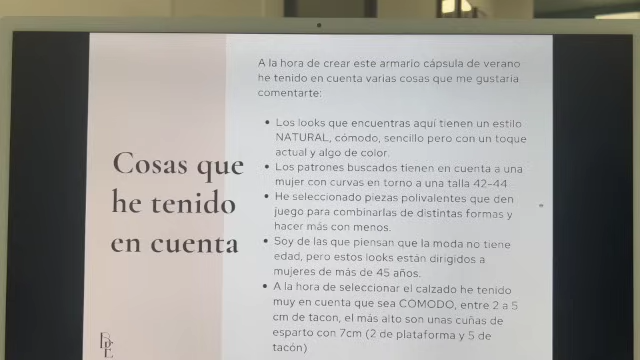 Cosas que
he tenido
en cuenta
A la hora de crear este armario cápsula de verano
he tenido en cuenta varias cosas que me gustaría
comentarte:
• Los looks que encuentras aquí tienen un estilo
NATURAL, cómodo, sencillo pero con un toque
actual y algo de color.
• Los patrones buscados tienen en cuenta a una
mujer con curvas en torno a una talla 42-44
• He seleccionado piezas polivalentes que den
juego para combinarlas de distintas formas y
hacer más con menos.
• Soy de las que piensan que la moda no tiene
edad, pero estos looks están dirigidos a
mujeres de más de 45 años.
• A la hora de seleccionar el calzado he tenido
muy en cuenta que sea COMODO, entre 2 a 5
cm de tacon, el más alto son unas cuñas de
esparto con 7cm (2 de plataforma y 5 de
tacón)